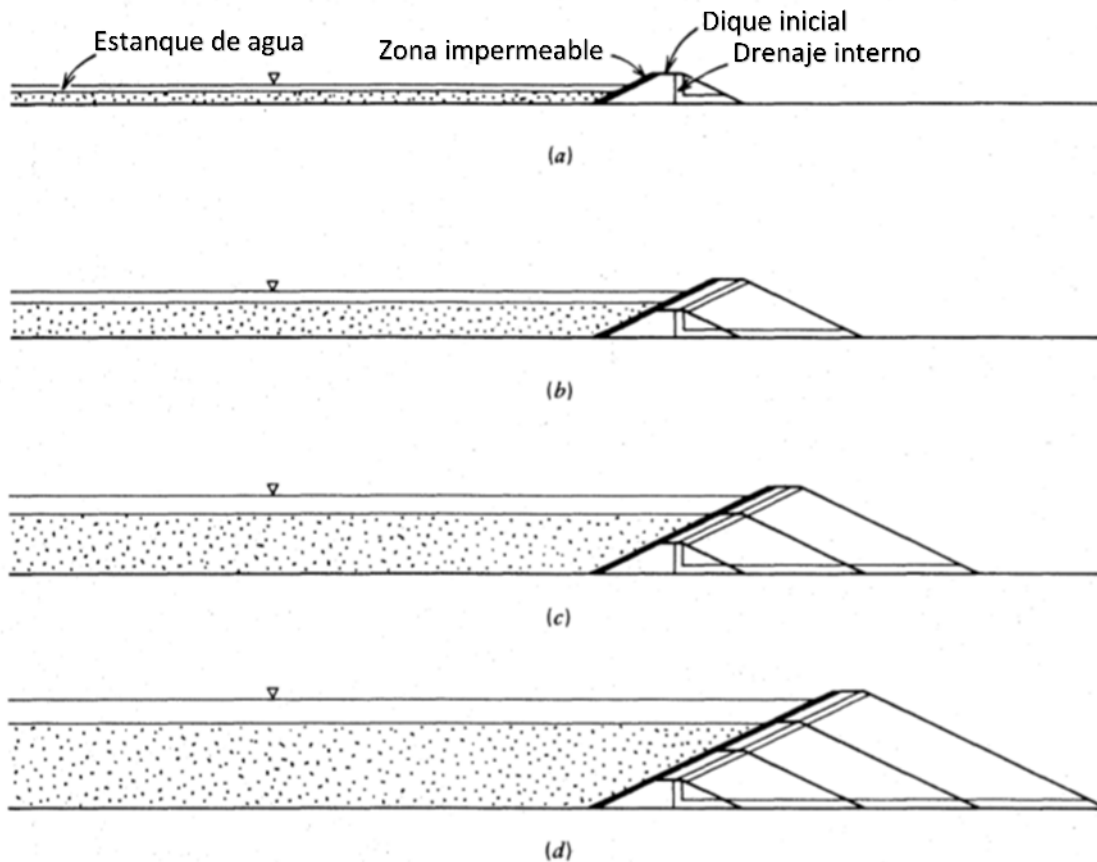 Dique inicial
Estanque de agua
Zona impermeable
Drenaje interno
(a)
(b)
(c)
(d)